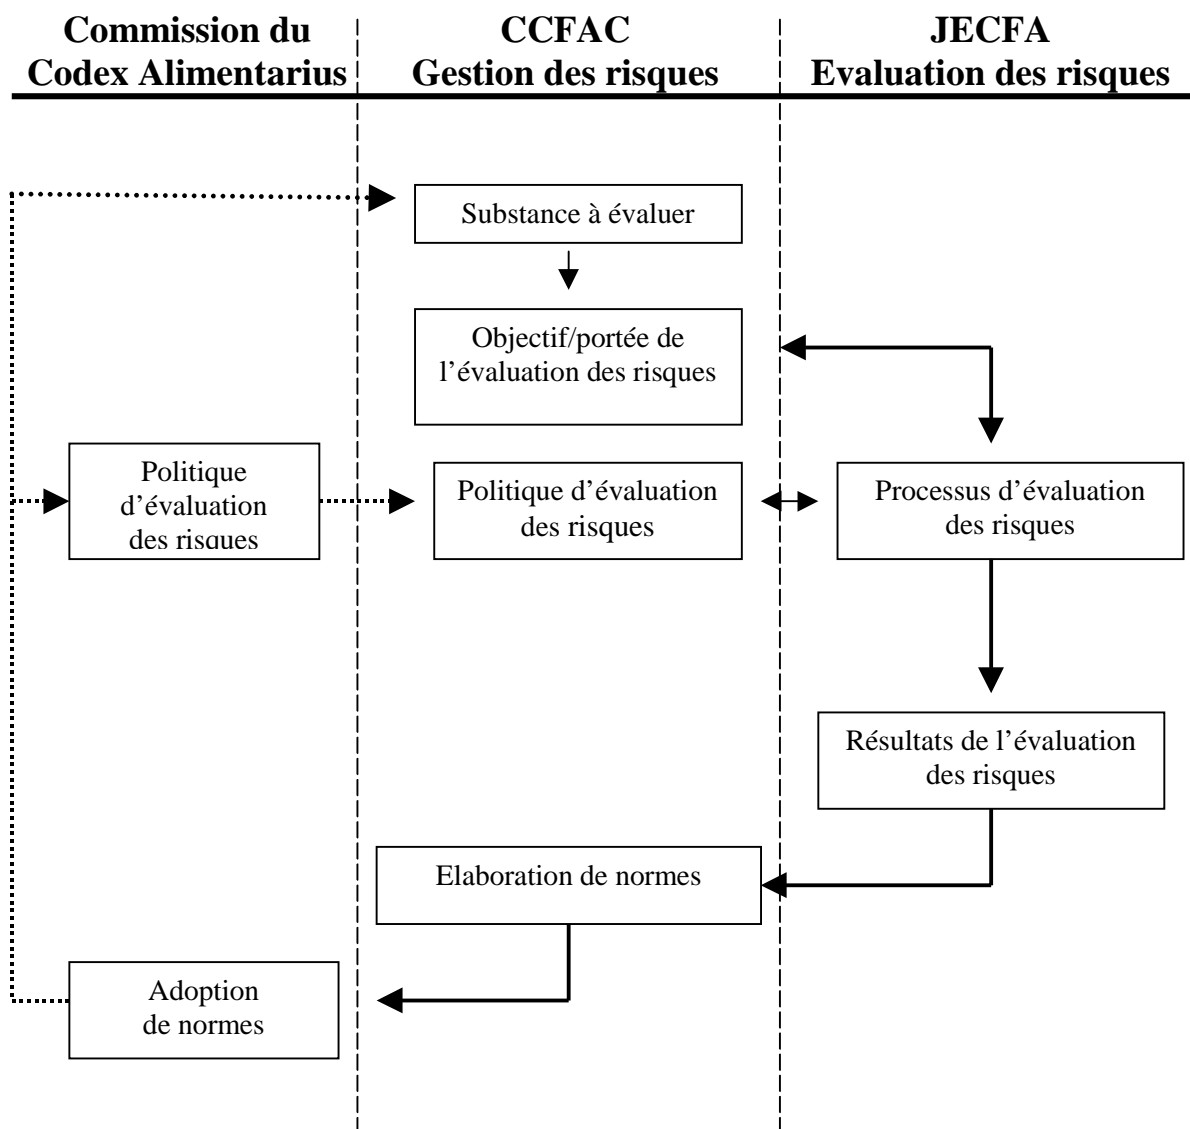 Commission du
Codex Alimentarius
CCFAC
Gestion des risques
JECFA
Evaluation des risques
Substance à évaluer
Objectif/portée de
l’évaluation des risques
Politique
d’évaluation
des risques
Politique d’évaluation
des risques
Processus d’évaluation
des risques
Résultats de l’évaluation
des risques
Elaboration de normes
Adoption
de normes